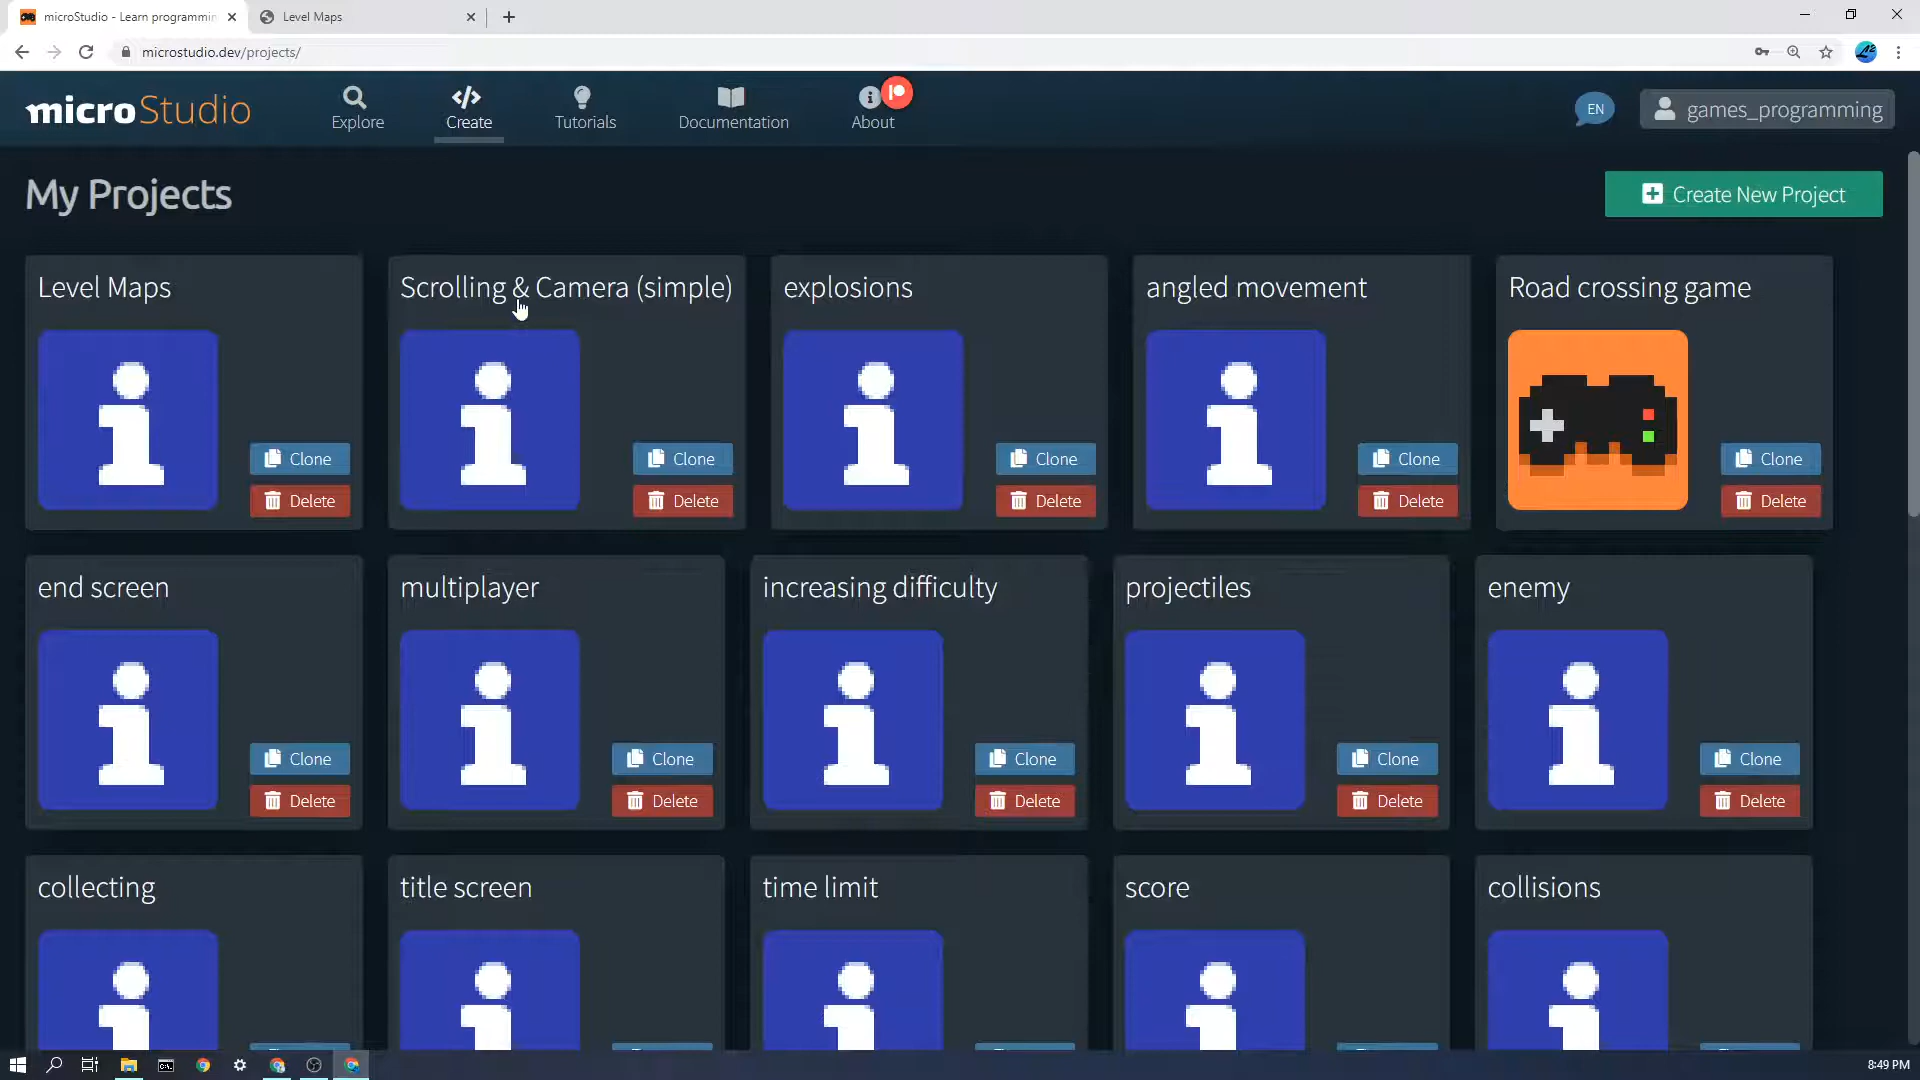 microStudio - Learn programmin
Level Maps
microstudio.dev/projects/
microStudio
Explore
Create
Tutorials
Documentation
About
EN
games_programming
My Projects
Create New Project
Level Maps
Clone
Delete
Scrolling & Camera (simple)
Clone
Delete
explosions
Clone
Delete
angled movement
Clone
Delete
Road crossing game
Clone
Delete
end screen
Clone
Delete
multiplayer
Clone
Delete
increasing difficulty
Clone
Delete
projectiles
Clone
Delete
enemy
Clone
Delete
collecting
title screen
time limit
score
collisions
8:49 PM